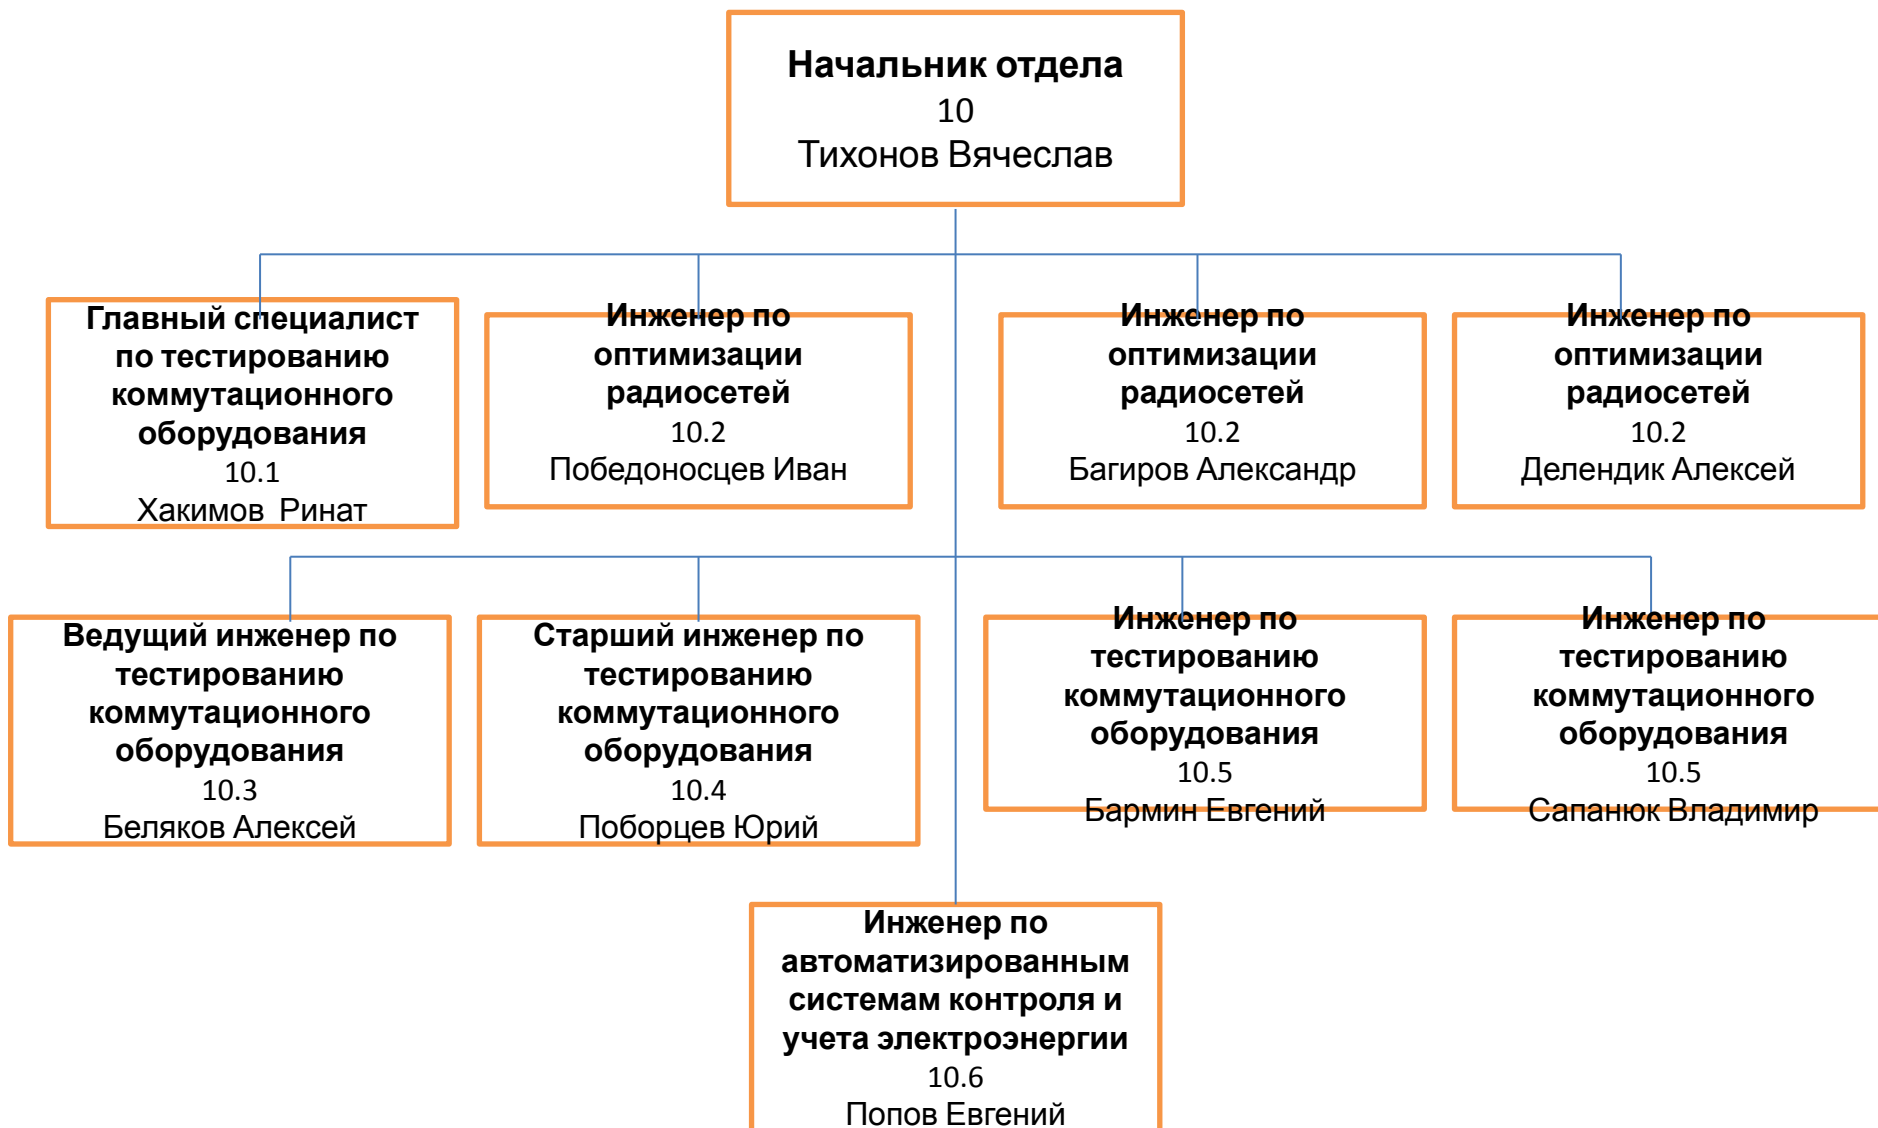 Начальник отдела
10
Тихонов Вячеслав
Главный специалист
по тестированию
коммутационного
оборудования
10.1
Хакимов  Ринат
Инженер по
оптимизации
радиосетей
10.2
Победоносцев Иван
Инженер по
оптимизации
радиосетей
10.2
Багиров Александр
Инженер по
оптимизации
радиосетей
10.2
Делендик Алексей
Ведущий инженер по
тестированию
коммутационного
оборудования
10.3
Беляков Алексей
Старший инженер по
тестированию
коммутационного
оборудования
10.4
Поборцев Юрий
Инженер по
тестированию
коммутационного
оборудования
10.5
Бармин Евгений
Инженер по
тестированию
коммутационного
оборудования
10.5
Сапанюк Владимир
Инженер по
автоматизированным
системам контроля и
учета электроэнергии
10.6
Попов Евгений